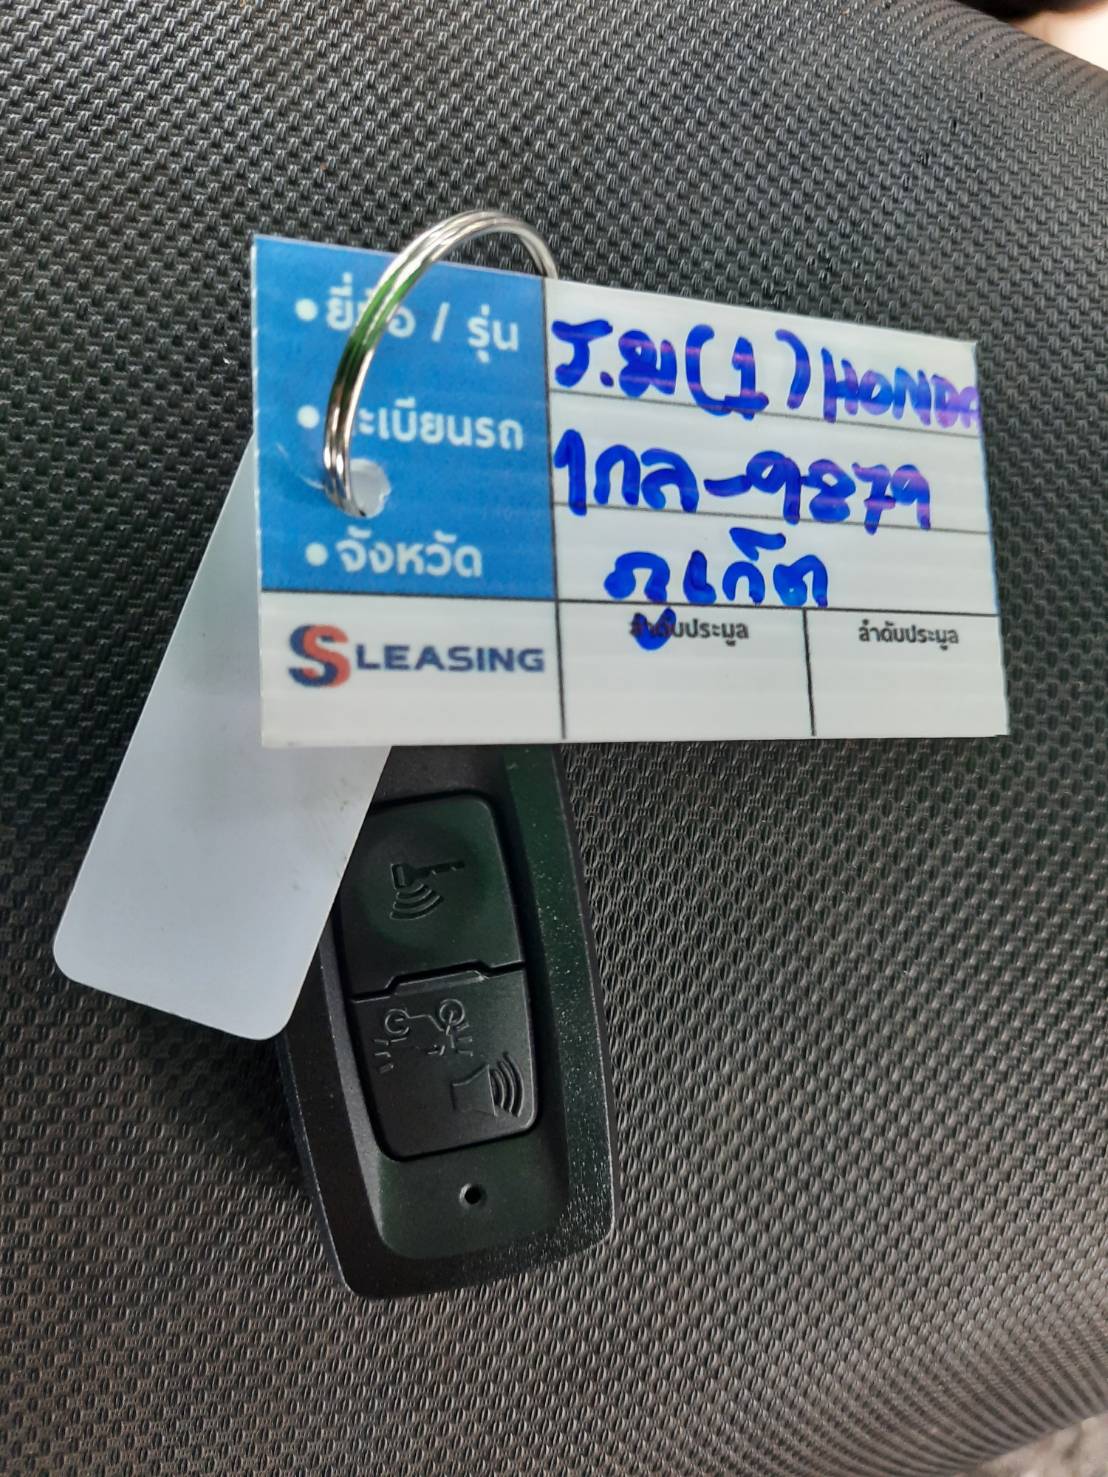 •ยี่ห้อ / รุ่น ร.ม(1) HONDA
•ทะเบียนรถ 1กล-9879
•จังหวัด ภูเก็ต
SLEASING ลำดับประมูล ลำดับประมูล